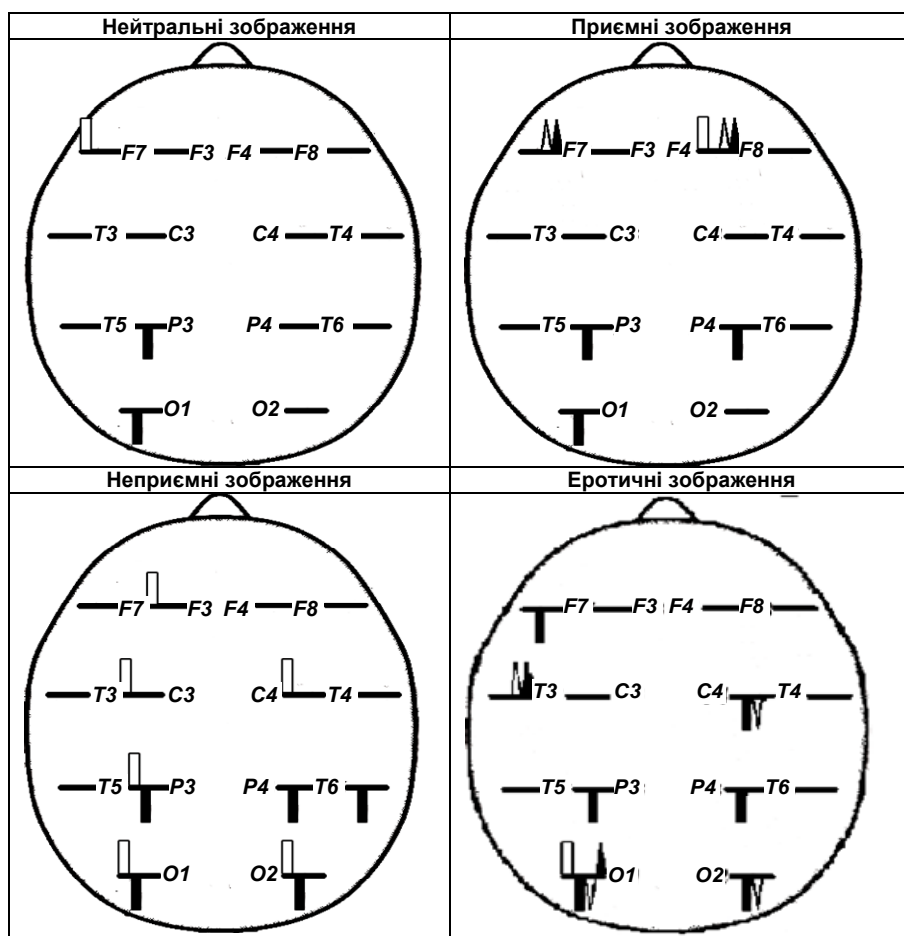 Нейтральні зображення
Приємні зображення
F7 F3 F4 F8
F7 F3 F4 F8
T3 C3 C4 T4
T3 C3 C4 T4
T5 P3 P4 T6
T5 P3 P4 T6
O1 O2
O1 O2
Неприємні зображення
Еротичні зображення
F7 F3 F4 F8
F7 F3 F4 F8
T3 C3 C4 T4
T3 C3 C4 T4
T5 P3 P4 T6
T5 P3 P4 T6
O1 O2
O1 O2